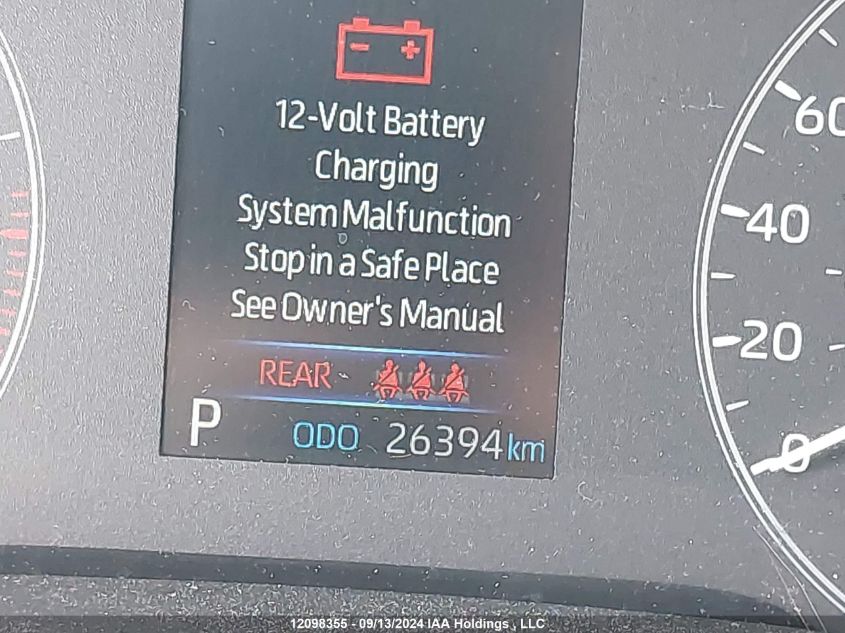 12-Volt Battery
Charging
System Malfunction
Stop in a Safe Place
See Owner's Manual
REAR
P ODO 26394 km
60
40
20
0
12098355 - 09/13/2024 IAA Holdings , LLC